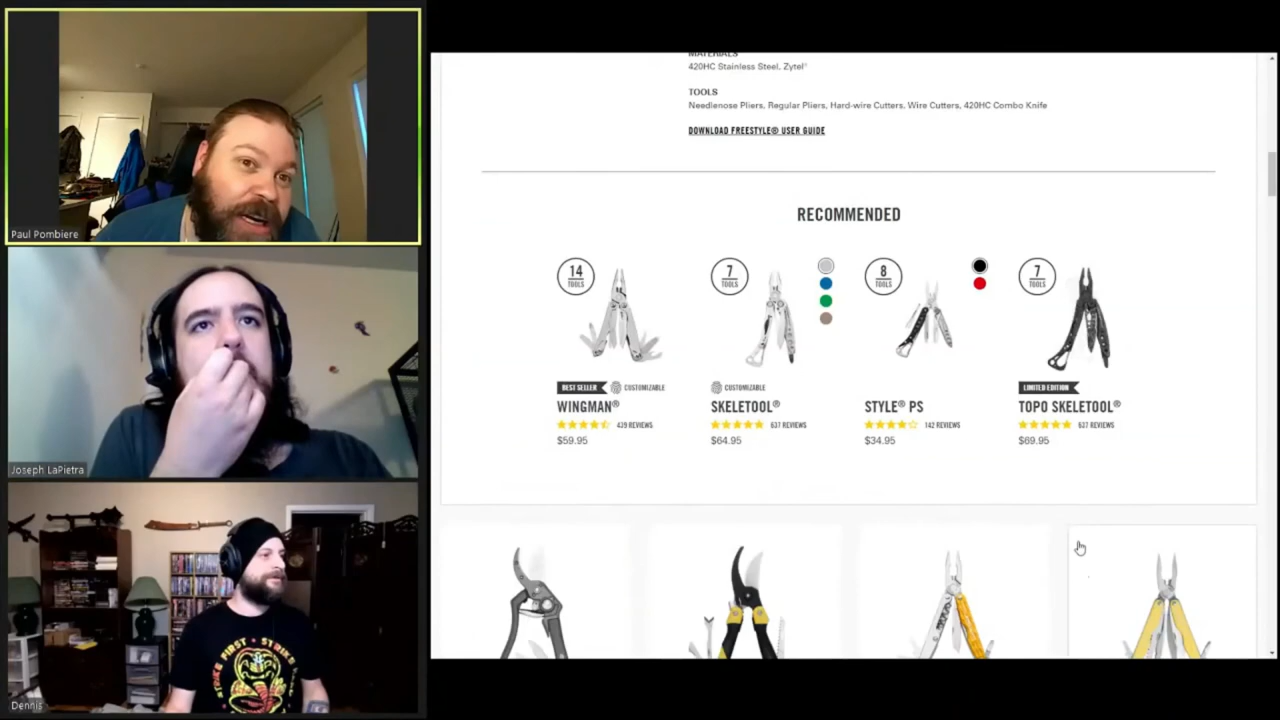 MATERIALS
420HC Stainless Steel, Zytel®
TOOLS
Needlenose Pliers, Regular Pliers, Hard-wire Cutters, Wire Cutters, 420HC Combo Knife
DOWNLOAD FREESTYLE® USER GUIDE
RECOMMENDED
14 TOOLS
7 TOOLS
8 TOOLS
7 TOOLS
BEST SELLER CUSTOMIZABLE
CUSTOMIZABLE
LIMITED EDITION
WINGMAN®
SKELETOOL®
STYLE® PS
TOPO SKELETOOL®
439 REVIEWS
637 REVIEWS
142 REVIEWS
637 REVIEWS
$59.95
$64.95
$34.95
$69.95
Paul Pombiere
Joseph LaPietra
STRIKE FIRST • STRIKE
Dennis